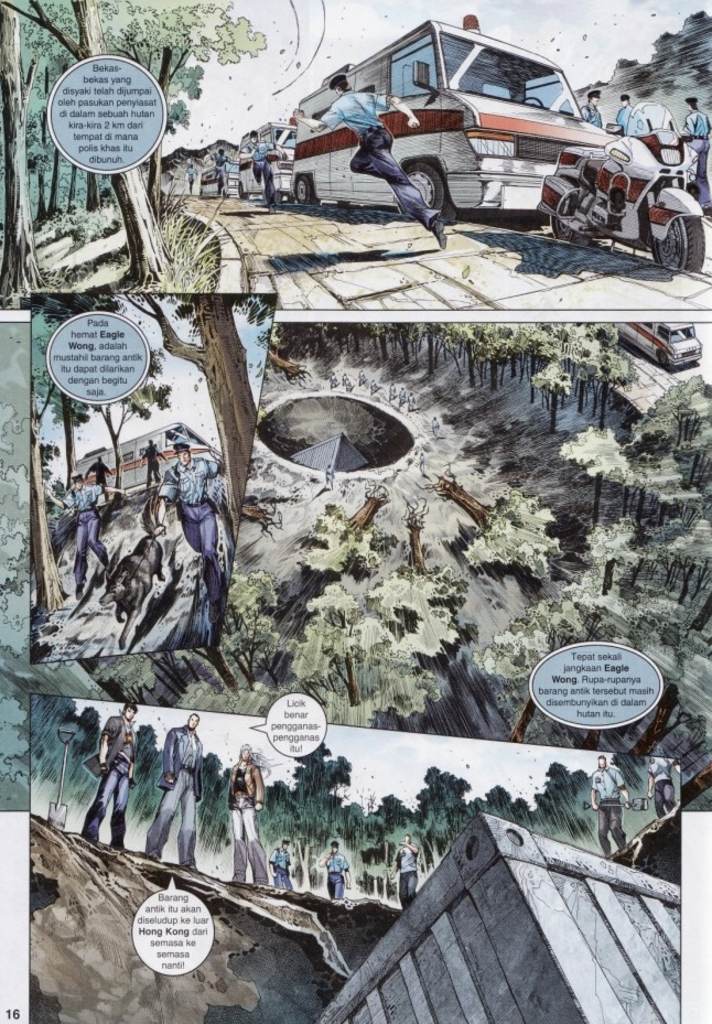 Bekas-
bekas yang
disyaki telah dijumpai
oleh pasukan penyiasat
di dalam sebuah hutan
kira-kira 2 km dari
tempat di mana
polis khas itu
dibunuh.
Pada
hemat Eagle
Wong, adalah
mustahil barang antik
itu dapat dilarikan
dengan begitu
saja.
Tepat sekali
jangkaan Eagle
Wong. Rupa-rupanya
barang antik tersebut masih
disembunyikan di dalam
hutan itu.
Licik
benar
pengganas-
pengganas
itu!
Barang
antik itu akan
diseludup ke luar
Hong Kong dari
semasa ke
semasa
nanti!
16